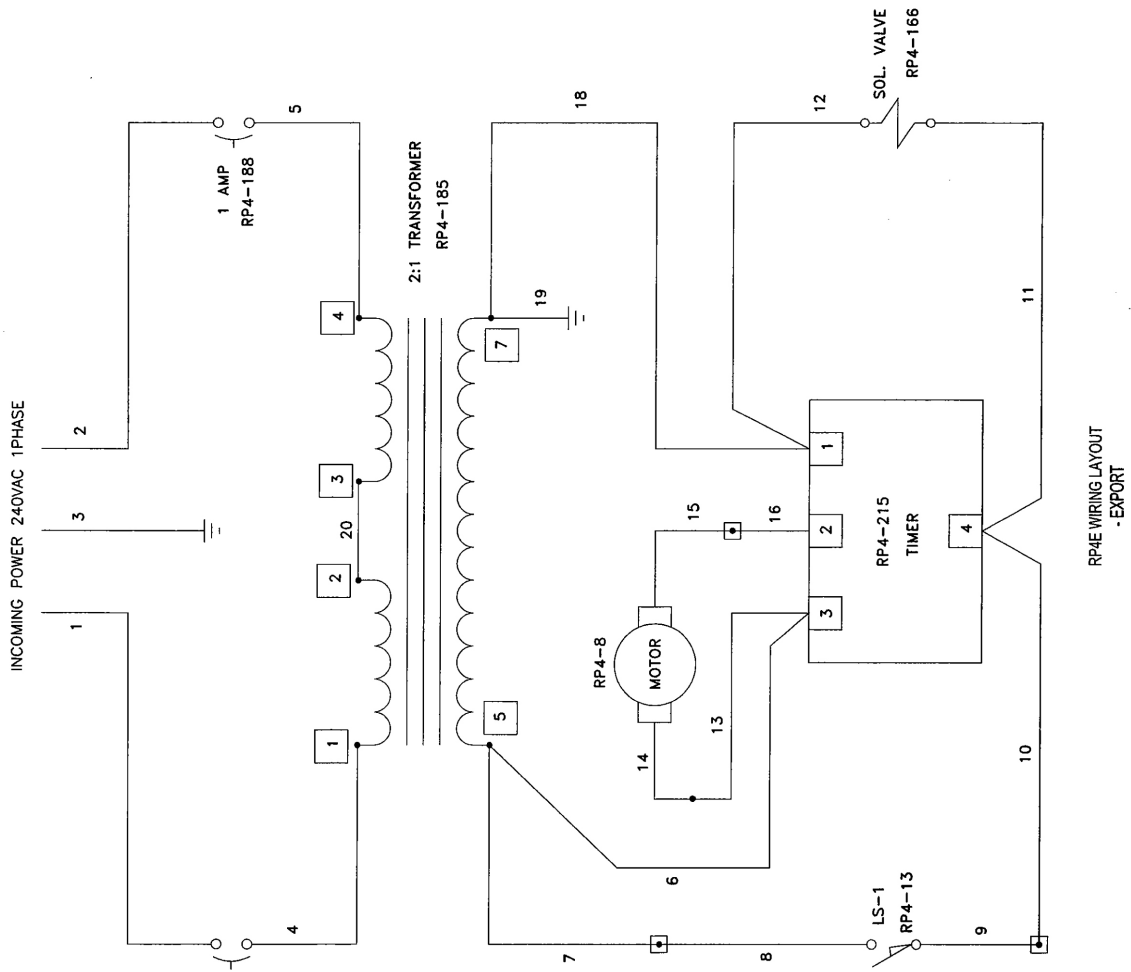 INCOMING POWER 240VAC 1PHASE
1
3
2
1 AMP
RP4-188
4
5
1
2
20
3
4
2:1 TRANSFORMER
RP4-185
5
7
19
18
7
6
RP4-8
MOTOR
14
13
15
16
3
2
1
RP4-215
TIMER
4
12
SOL. VALVE
RP4-166
8
LS-1
RP4-13
9
10
11
RP4E WIRING LAYOUT
- EXPORT